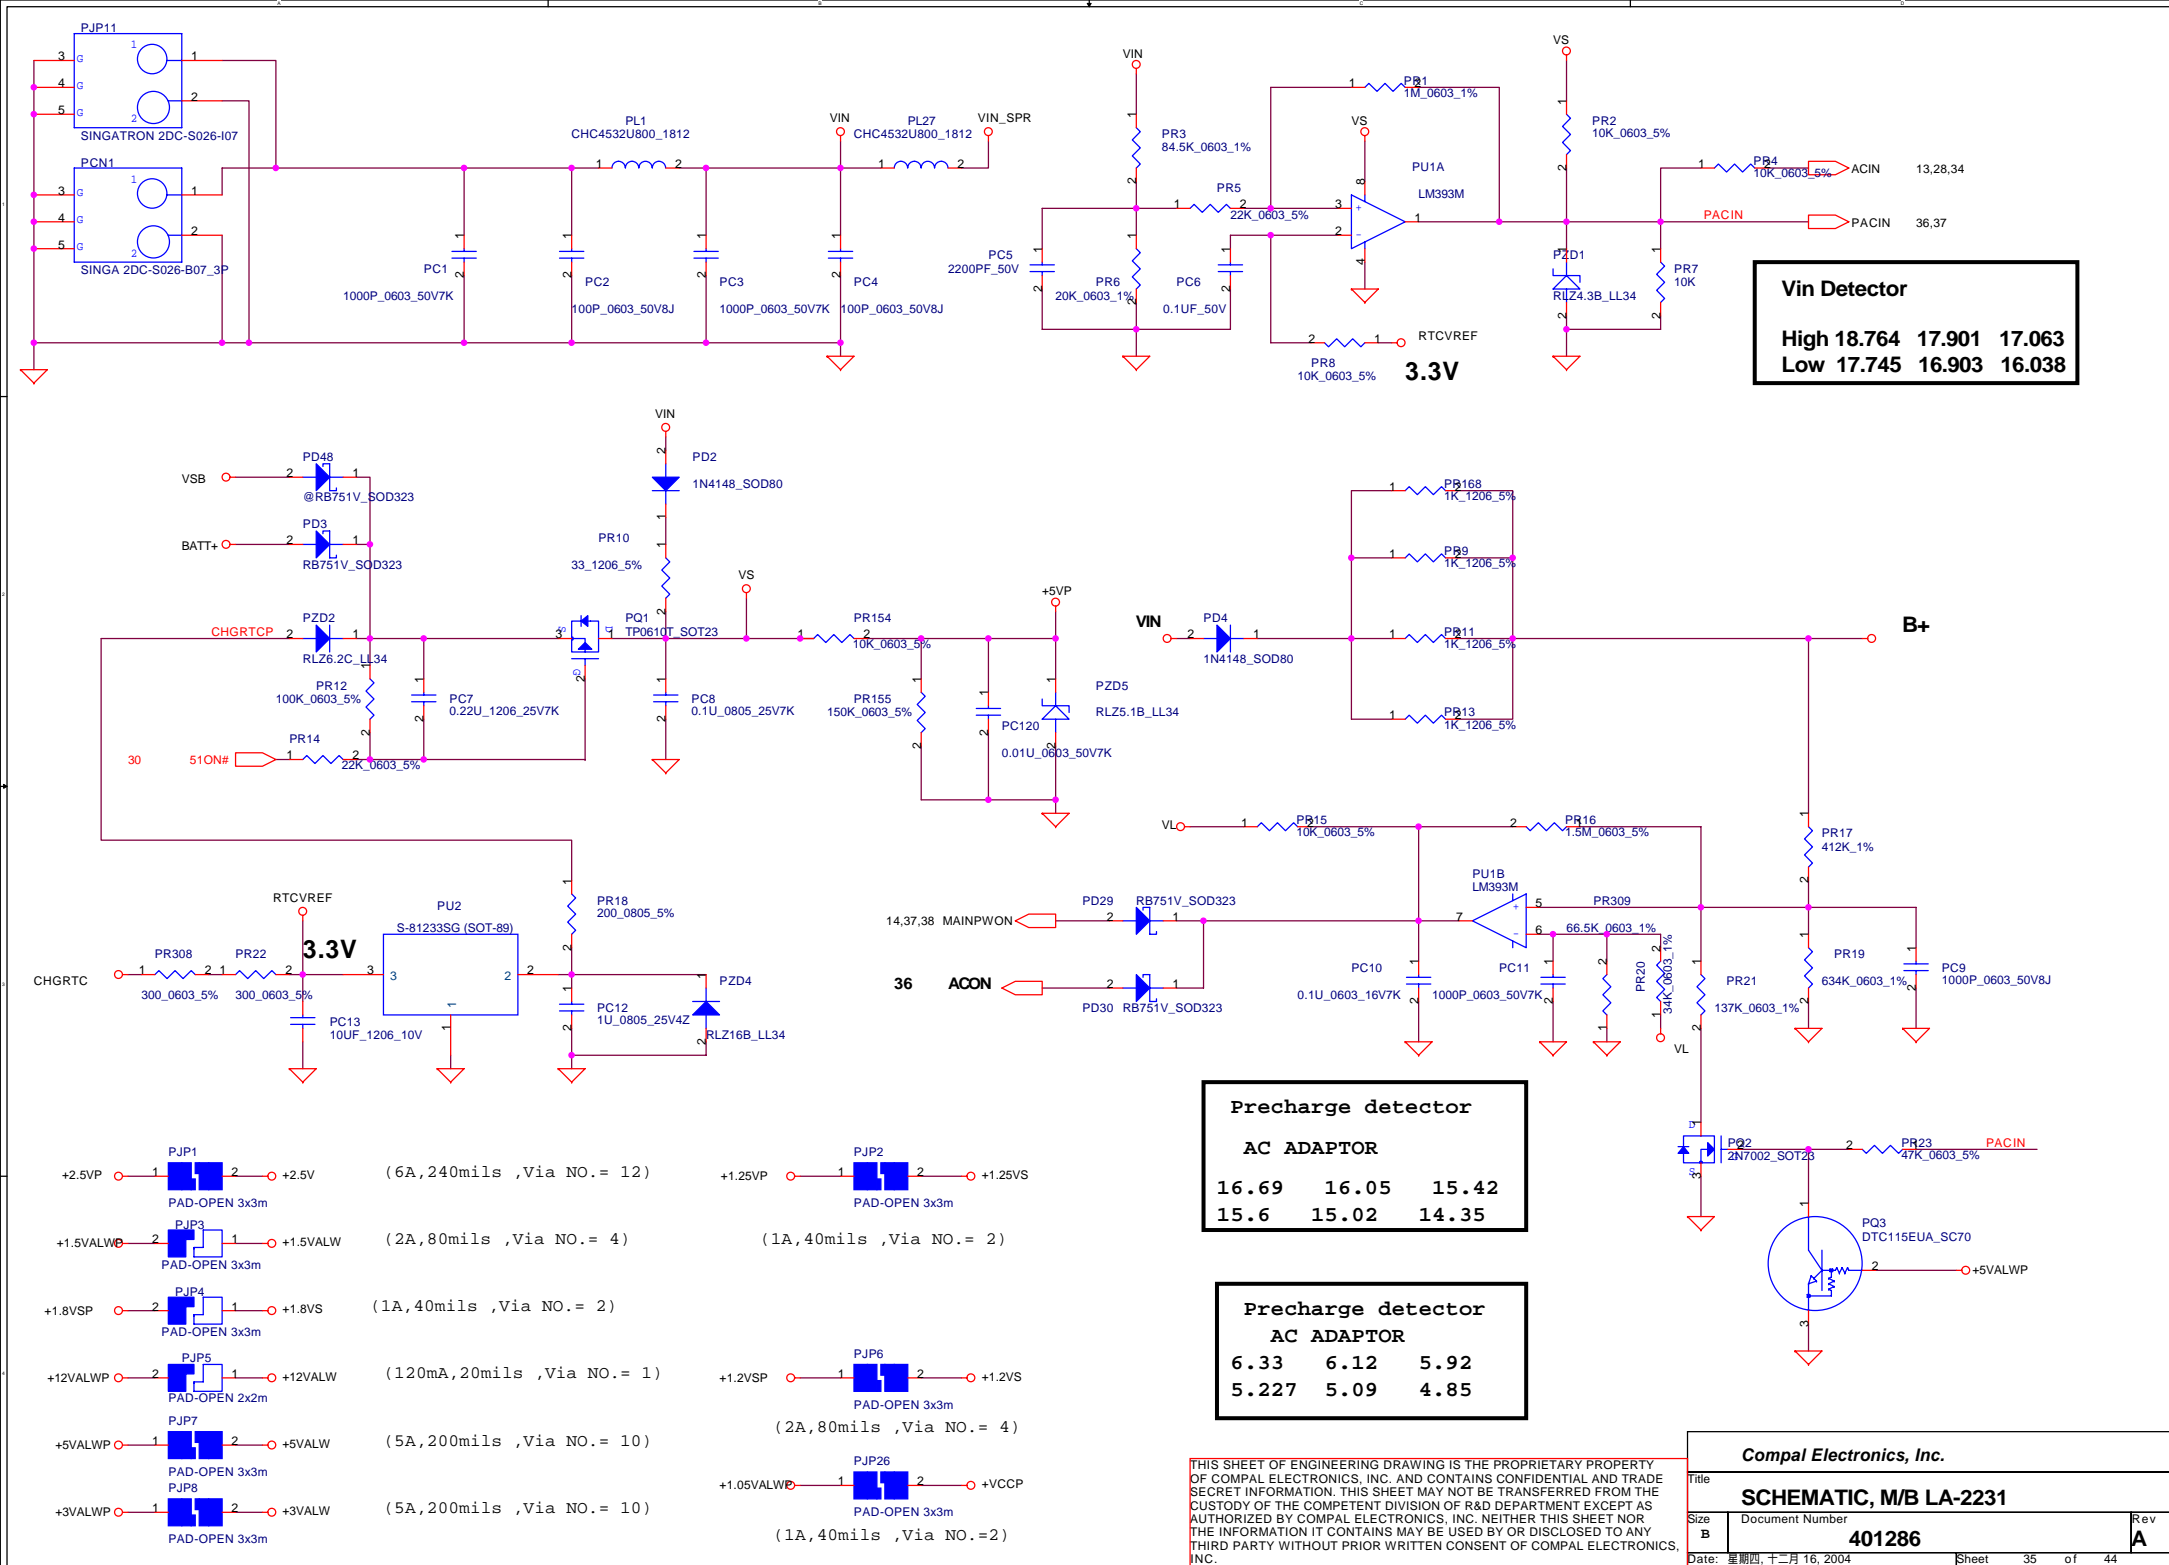 PJP11
SINGATRON 2DC-S026-I07
PCN1
SINGA 2DC-S026-B07_3P
PL1
CHC4532U800_1812
VIN
PL27
CHC4532U800_1812
VIN_SPR
PC1
1000P_0603_50V7K
PC2
100P_0603_50V8J
PC3
1000P_0603_50V7K
PC4
100P_0603_50V8J
VIN
PR3
84.5K_0603_1%
PR5
22K_0603_5%
PC5
2200PF_50V
PR6
20K_0603_1%
PC6
0.1UF_50V
PR1
1M_0603_1%
VS
PU1A
LM393M
PR8
10K_0603_5%
RTCVREF
3.3V
VS
PR2
10K_0603_5%
PR4
10K_0603_5%
ACIN 13,28,34
PACIN
PACIN 36,37
PZD1
RLZ4.3B_LL34
PR7
10K
Vin Detector
High 18.764 17.901 17.063
Low 17.745 16.903 16.038
VSB
PD48
@RB751V_SOD323
BATT+
PD3
RB751V_SOD323
CHGRTCP
PZD2
RLZ6.2C_LL34
PR12
100K_0603_5%
PC7
0.22U_1206_25V7K
30 51ON#
PR14
22K_0603_5%
VIN
PD2
1N4148_SOD80
PR10
33_1206_5%
PQ1
TP0610T_SOT23
VS
PC8
0.1U_0805_25V7K
PR154
10K_0603_5%
PR155
150K_0603_5%
PC120
0.01U_0603_50V7K
+5VP
PZD5
RLZ5.1B_LL34
VIN
PD4
1N4148_SOD80
PR168
1K_1206_5%
PR9
1K_1206_5%
PR11
1K_1206_5%
PR13
1K_1206_5%
B+
RTCVREF
3.3V
PU2
S-81233SG (SOT-89)
PR18
200_0805_5%
CHGRTC
PR308
300_0603_5%
PR22
300_0603_5%
PC13
10UF_1206_10V
PC12
1U_0805_25V4Z
PZD4
RLZ16B_LL34
VL
PR15
10K_0603_5%
PR16
1.5M_0603_5%
PR17
412K_1%
PU1B
LM393M
14,37,38 MAINPWON
PD29 RB751V_SOD323
36 ACON
PD30 RB751V_SOD323
PC10
0.1U_0603_16V7K
PC11
1000P_0603_50V7K
PR309
66.5K_0603_1%
PR20
34K_0603_1%
VL
PR21
137K_0603_1%
PR19
634K_0603_1%
PC9
1000P_0603_50V8J
PQ2
2N7002_SOT23
PR23
47K_0603_5%
PACIN
PQ3
DTC115EUA_SC70
+5VALWP
Precharge detector
AC ADAPTOR
16.69 16.05 15.42
15.6 15.02 14.35
Precharge detector
AC ADAPTOR
6.33 6.12 5.92
5.227 5.09 4.85
PJP1
+2.5VP +2.5V (6A,240mils ,Via NO.= 12)
PAD-OPEN 3x3m
PJP3
+1.5VALWP +1.5VALW (2A,80mils ,Via NO.= 4)
PAD-OPEN 3x3m
PJP4
+1.8VSP +1.8VS (1A,40mils ,Via NO.= 2)
PAD-OPEN 3x3m
PJP5
+12VALWP +12VALW (120mA,20mils ,Via NO.= 1)
PAD-OPEN 2x2m
PJP7
+5VALWP +5VALW (5A,200mils ,Via NO.= 10)
PAD-OPEN 3x3m
PJP8
+3VALWP +3VALW (5A,200mils ,Via NO.= 10)
PAD-OPEN 3x3m
PJP2
+1.25VP +1.25VS
PAD-OPEN 3x3m
(1A,40mils ,Via NO.= 2)
PJP6
+1.2VSP +1.2VS
PAD-OPEN 3x3m
(2A,80mils ,Via NO.= 4)
PJP26
+1.05VALWP +VCCP
PAD-OPEN 3x3m
(1A,40mils ,Via NO.=2)
THIS SHEET OF ENGINEERING DRAWING IS THE PROPRIETARY PROPERTY
OF COMPAL ELECTRONICS, INC. AND CONTAINS CONFIDENTIAL AND TRADE
SECRET INFORMATION. THIS SHEET MAY NOT BE TRANSFERRED FROM THE
CUSTODY OF THE COMPETENT DIVISION OF R&D DEPARTMENT EXCEPT AS
AUTHORIZED BY COMPAL ELECTRONICS, INC. NEITHER THIS SHEET NOR
THE INFORMATION IT CONTAINS MAY BE USED BY OR DISCLOSED TO ANY
THIRD PARTY WITHOUT PRIOR WRITTEN CONSENT OF COMPAL ELECTRONICS,
INC.
Compal Electronics, Inc.
Title
SCHEMATIC, M/B LA-2231
Size
B
Document Number
401286
Rev
A
Date: 星期四, 十二月 16, 2004 Sheet 35 of 44